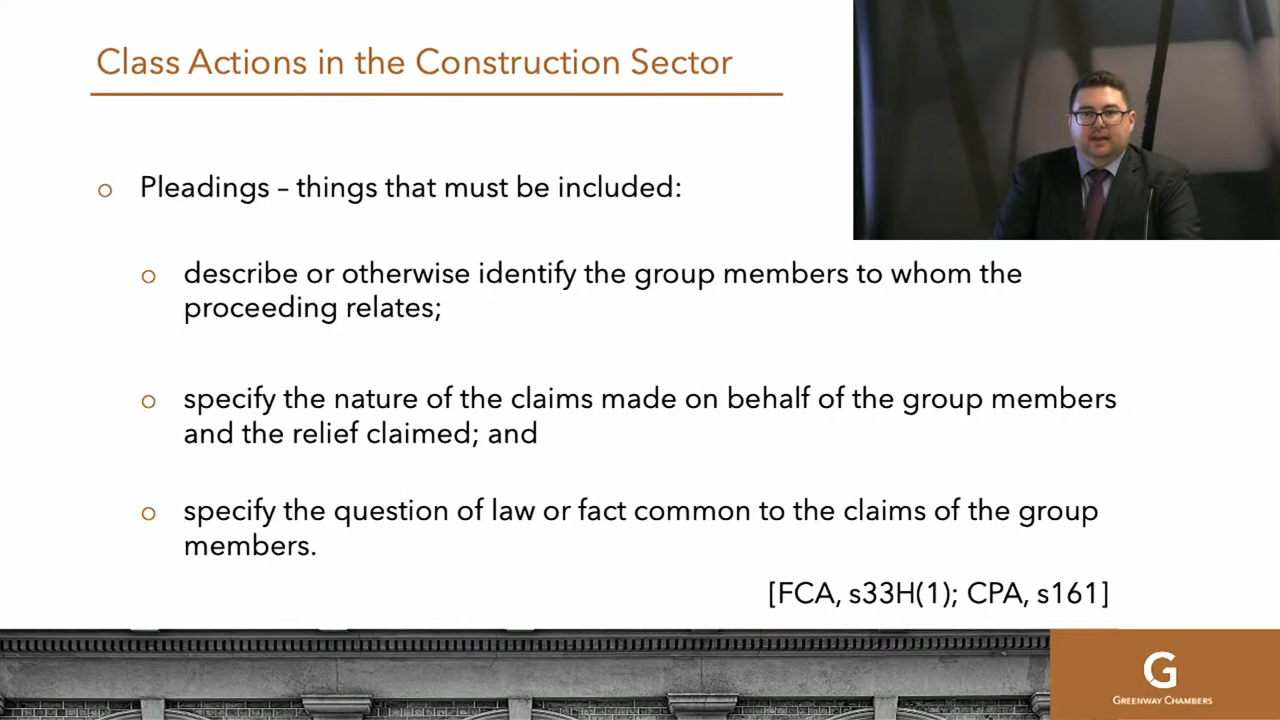 Class Actions in the Construction Sector
Pleadings – things that must be included:
describe or otherwise identify the group members to whom the
proceeding relates;
specify the nature of the claims made on behalf of the group members
and the relief claimed; and
specify the question of law or fact common to the claims of the group
members.
[FCA, s33H(1); CPA, s161]
G
GREENWAY CHAMBERS